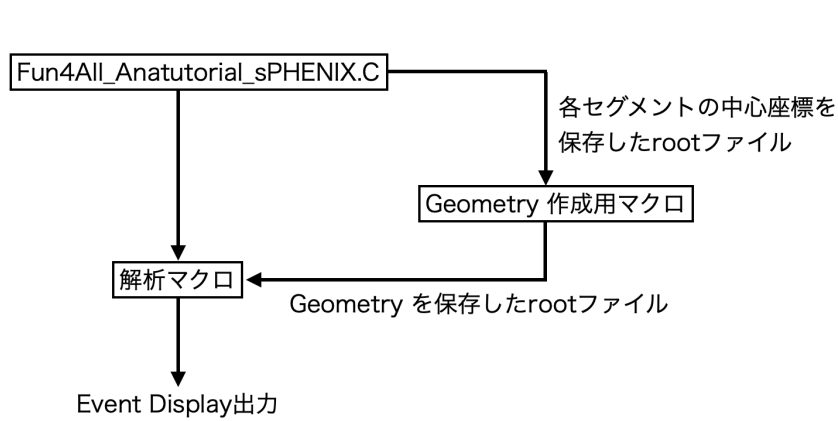 Fun4All_Anatutorial_sPHENIX.C
各セグメントの中心座標を
保存したrootファイル
Geometry 作成用マクロ
解析マクロ
Geometry を保存したrootファイル
Event Display出力